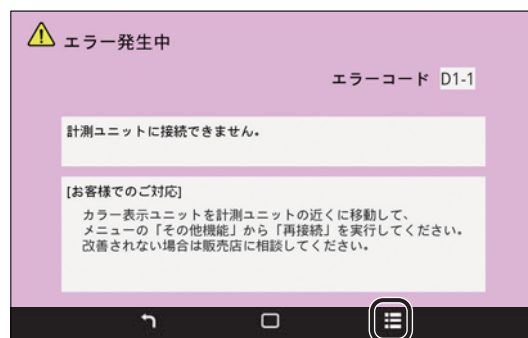 エラー発生中
エラーコード D1-1
計測ユニットに接続できません。
[お客様でのご対応]
カラー表示ユニットを計測ユニットの近くに移動して、
メニューの「その他機能」から「再接続」を実行してください。
改善されない場合は販売店に相談してください。